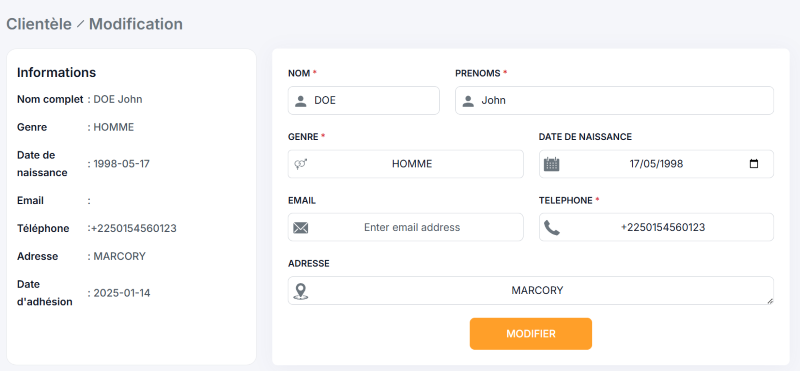 Clientèle / Modification
Informations
Nom complet : DOE John
Genre : HOMME
Date de
naissance : 1998-05-17
Email :
Téléphone :+2250154560123
Adresse : MARCORY
Date
d'adhésion : 2025-01-14
NOM * PRENOMS *
DOE John
GENRE * DATE DE NAISSANCE
HOMME 17/05/1998
EMAIL TELEPHONE *
Enter email address +2250154560123
ADRESSE
MARCORY
MODIFIER